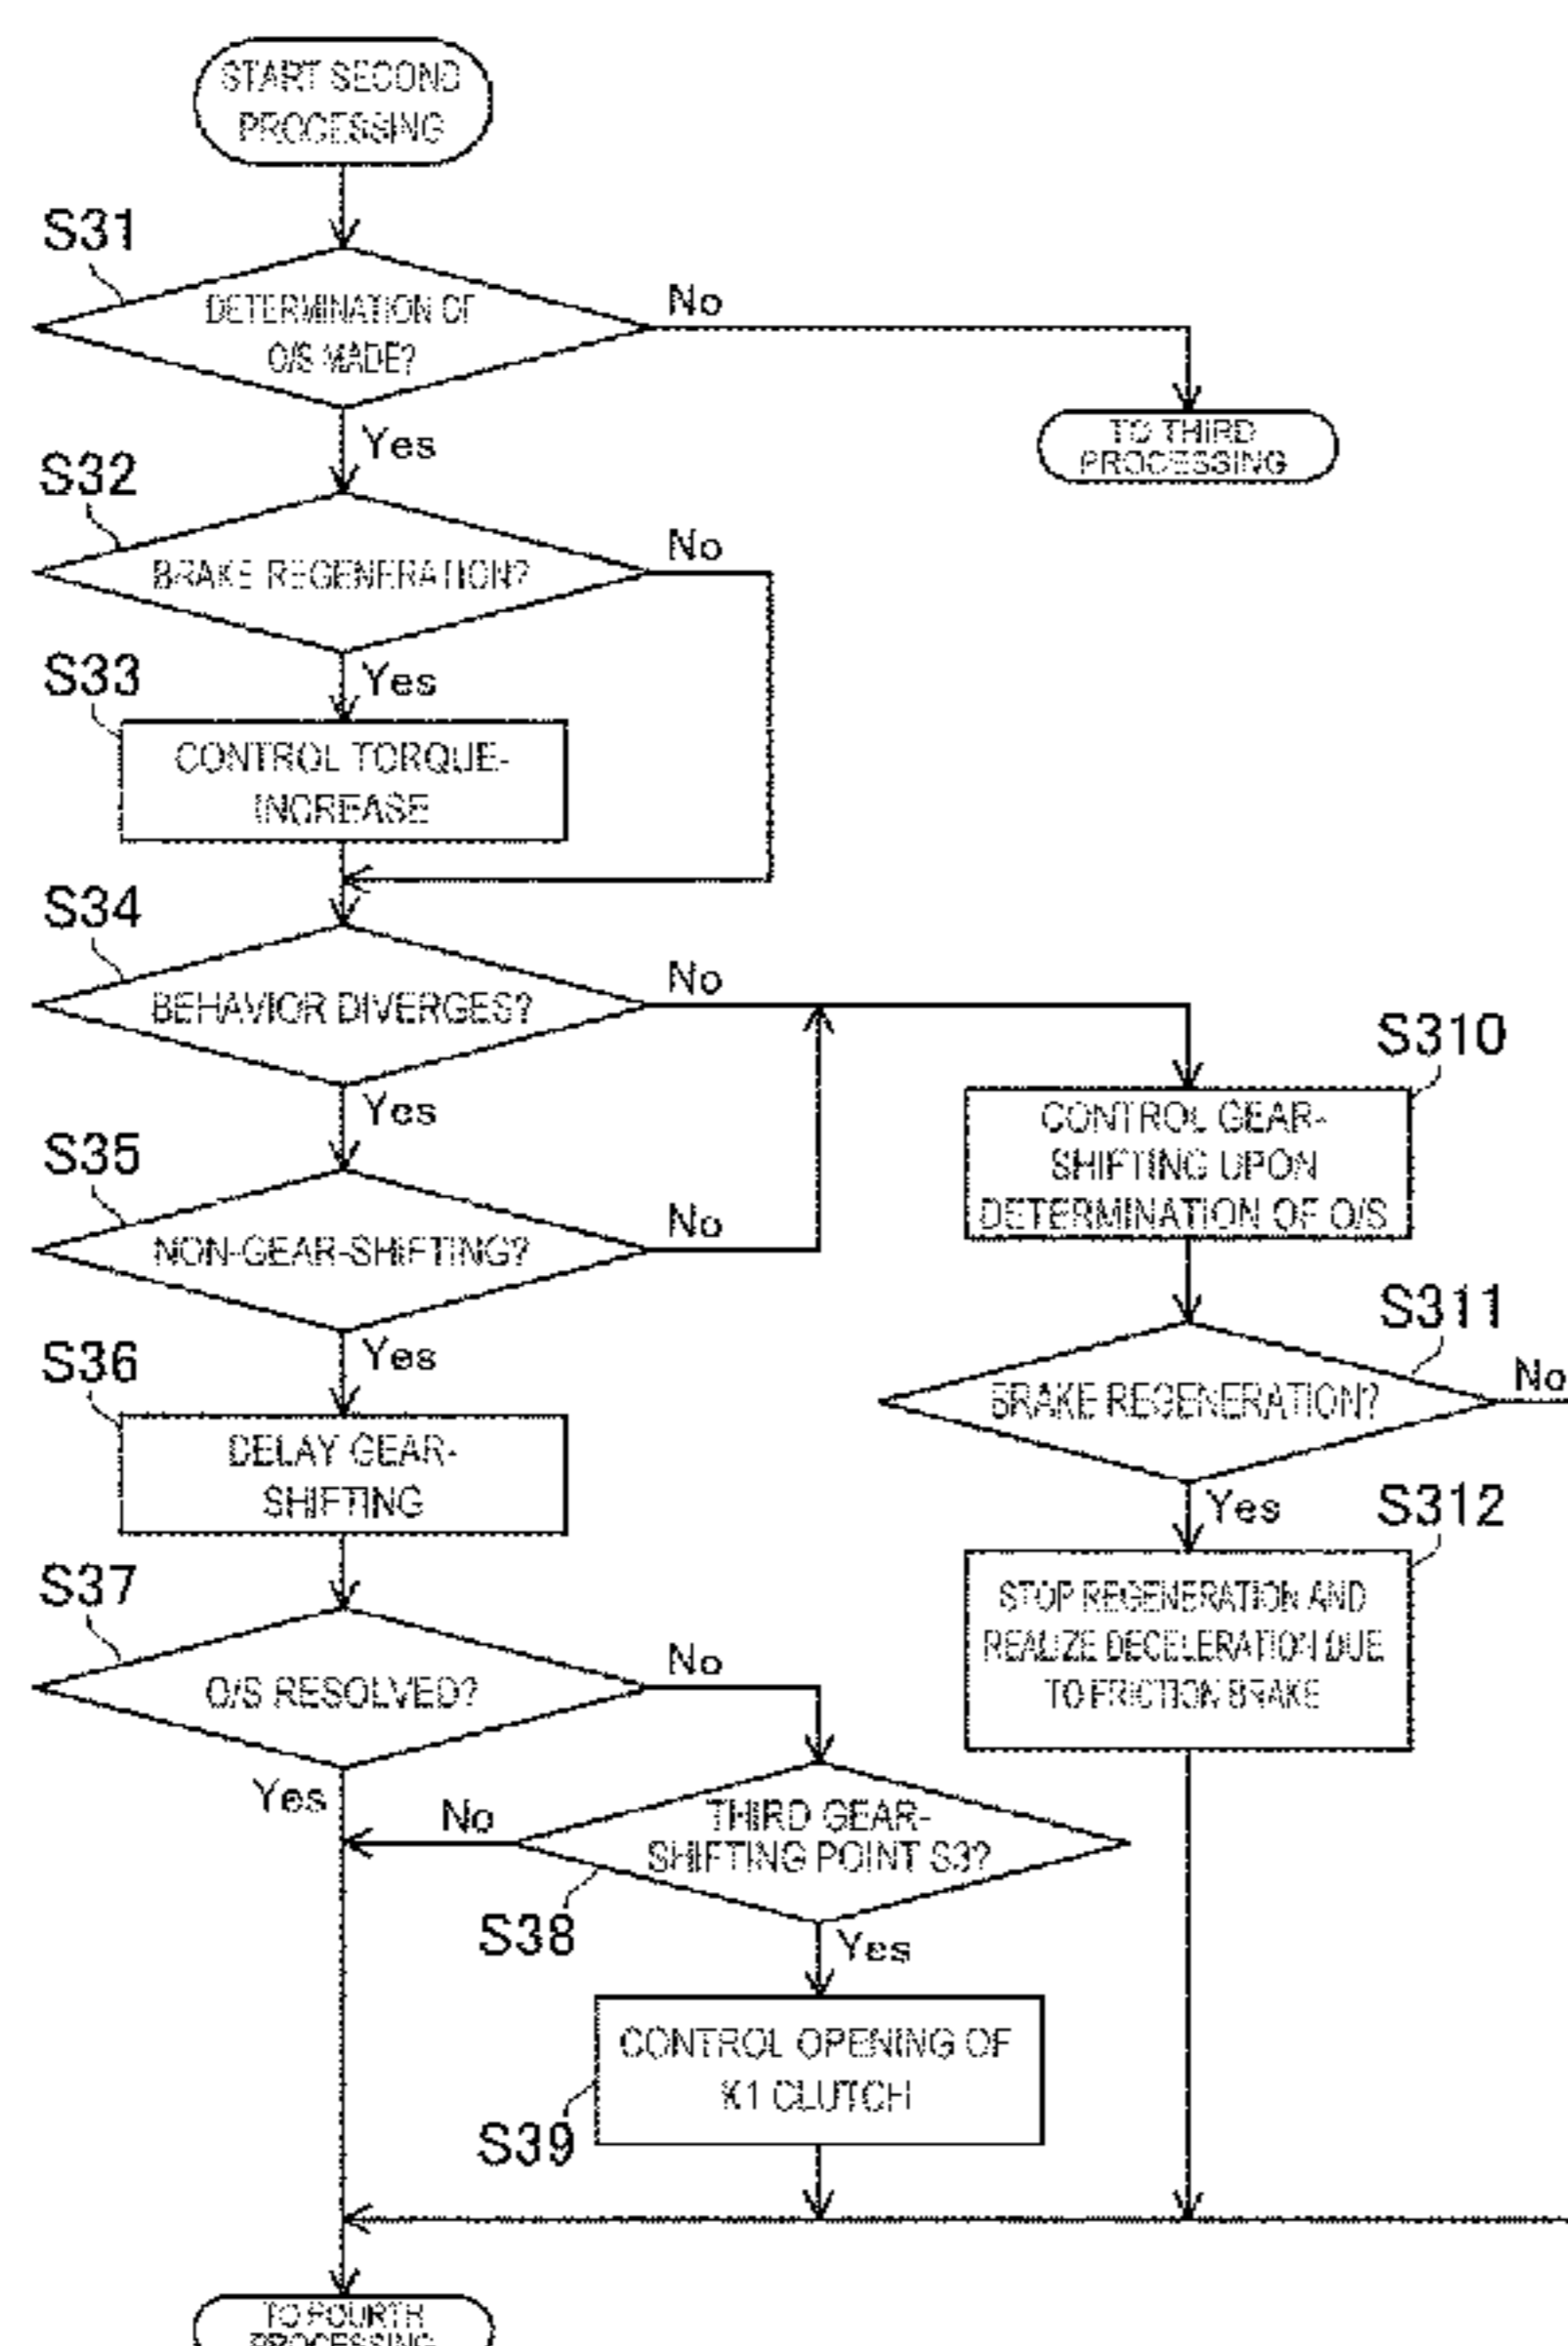 START SECOND
PROCESSING
S31
DETERMINATION OF
O/S MADE?
No
TO THIRD
PROCESSING
Yes
S32
BRAKE REGENERATION?
No
Yes
S33
CONTROL TORQUE-
INCREASE
S34
BEHAVIOR DIVERGES?
No
Yes
S35
NON-GEAR-SHIFTING?
No
Yes
S36
DELAY GEAR-
SHIFTING
S37
O/S RESOLVED?
No
Yes
THIRD GEAR-
SHIFTING POINT S3?
No
S38
Yes
CONTROL OPENING OF
K1 CLUTCH
S39
S310
CONTROL GEAR-
SHIFTING UPON
DETERMINATION OF O/S
S311
BRAKE REGENERATION?
No
Yes
S312
STOP REGENERATION AND
REALIZE DECELERATION DUE
TO FRICTION BRAKE
TO FOURTH
PROCESSING